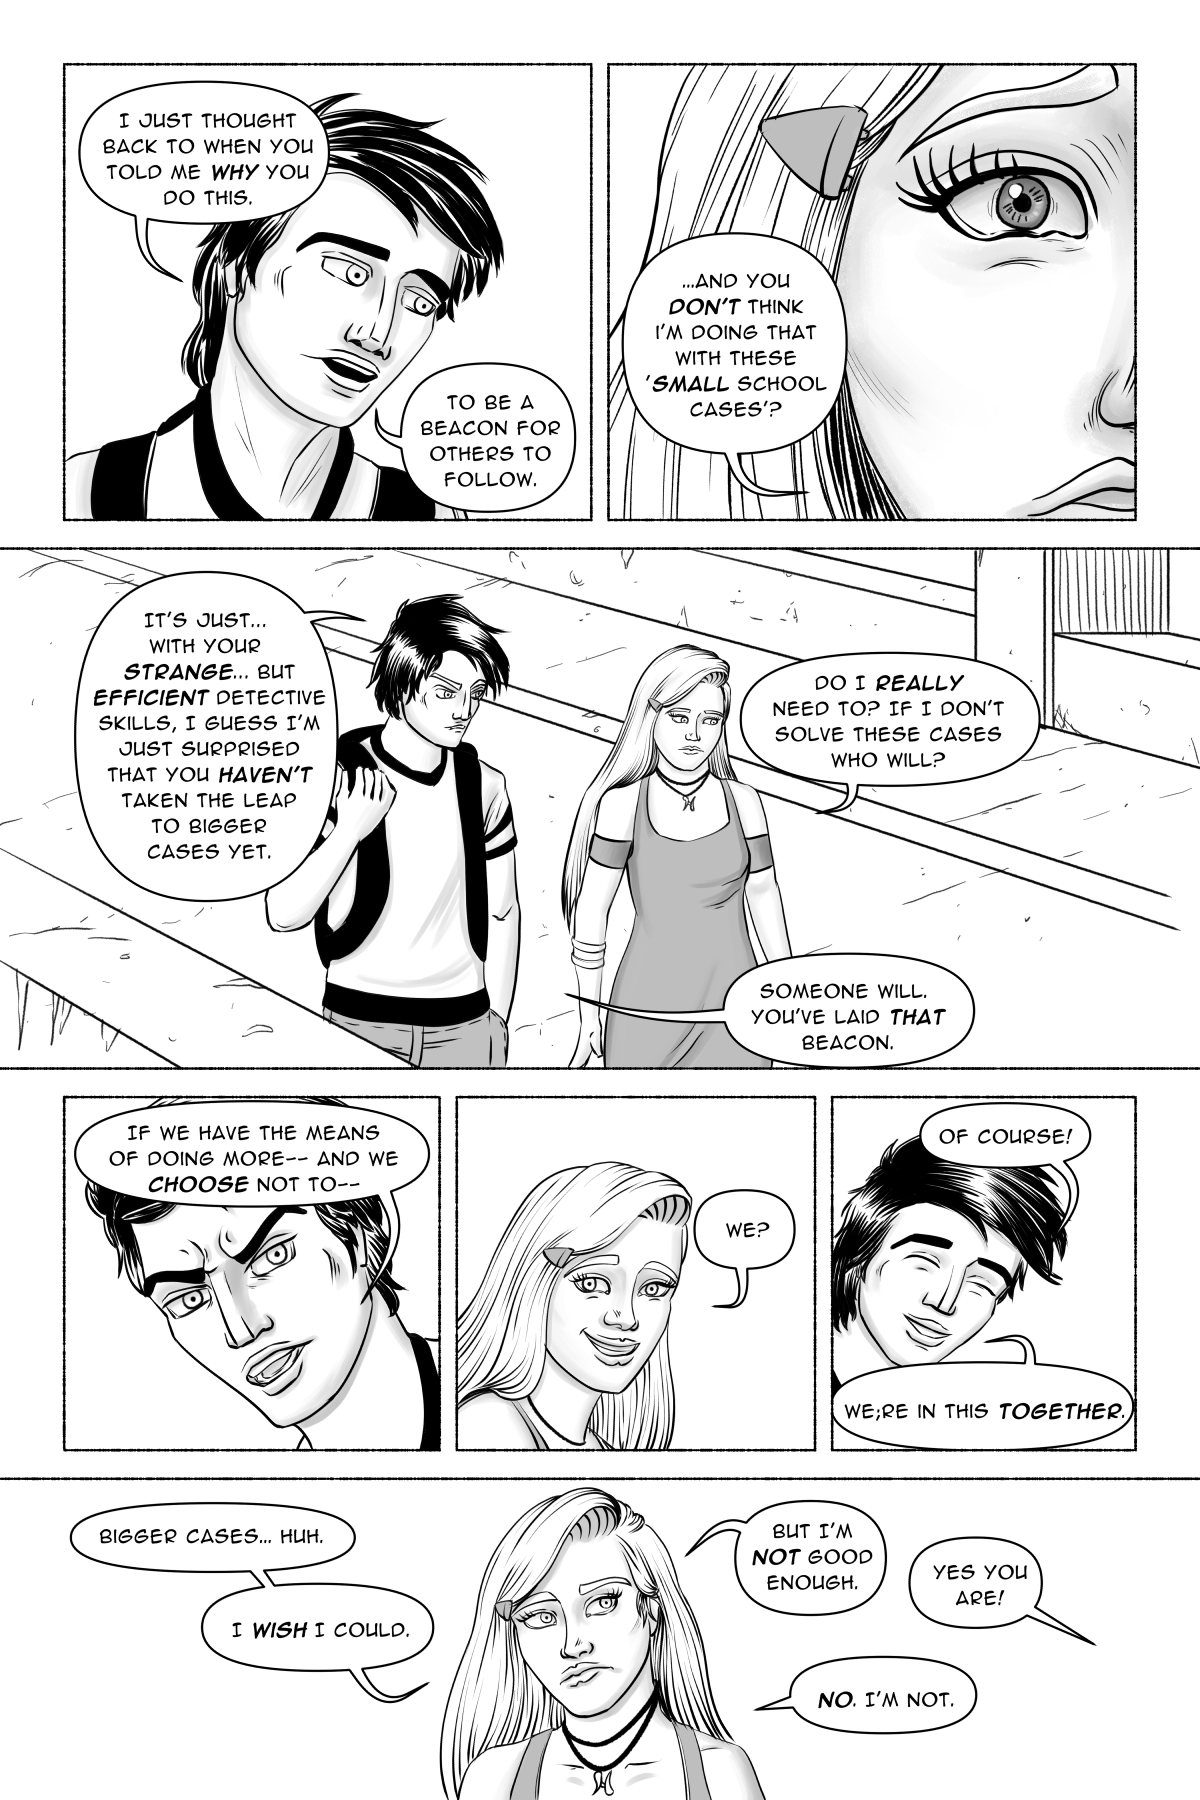 I JUST THOUGHT
BACK TO WHEN YOU
TOLD ME WHY YOU
DO THIS.
TO BE A
BEACON FOR
OTHERS TO
FOLLOW.
...AND YOU
DON'T THINK
I'M DOING THAT
WITH THESE
'SMALL SCHOOL
CASES'?
IT'S JUST...
WITH YOUR
STRANGE... BUT
EFFICIENT DETECTIVE
SKILLS, I GUESS I'M
JUST SURPRISED
THAT YOU HAVEN'T
TAKEN THE LEAP
TO BIGGER
CASES YET.
DO I REALLY
NEED TO? IF I DON'T
SOLVE THESE CASES
WHO WILL?
SOMEONE WILL.
YOU'VE LAID THAT
BEACON.
IF WE HAVE THE MEANS
OF DOING MORE-- AND WE
CHOOSE NOT TO--
WE?
OF COURSE!
WE;RE IN THIS TOGETHER.
BIGGER CASES... HUH.
I WISH I COULD.
BUT I'M
NOT GOOD
ENOUGH.
YES YOU
ARE!
NO. I'M NOT.